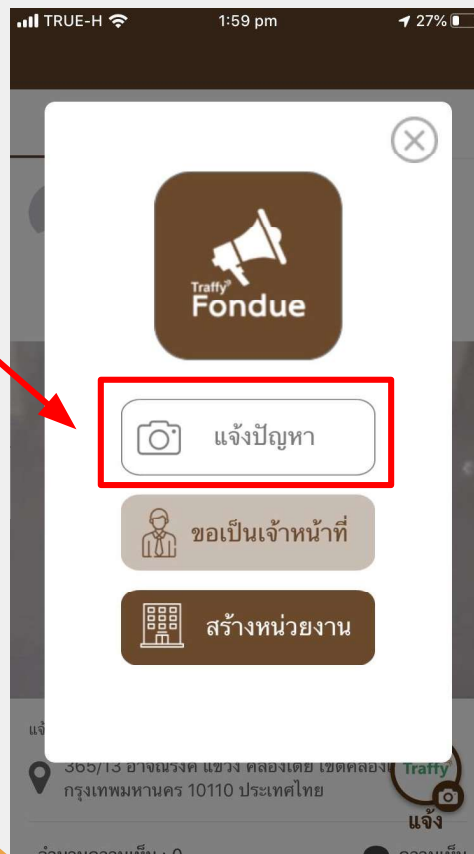 TRUE-H
1:59 pm
27%
Traffy
Fondue
แจ้งปัญหา
ขอเป็นเจ้าหน้าที่
สร้างหน่วยงาน
365/13 อาจณรงค์ แขวง คลองเตย เขตคลองเ
กรุงเทพมหานคร 10110 ประเทศไทย
Traffy
แจ้ง